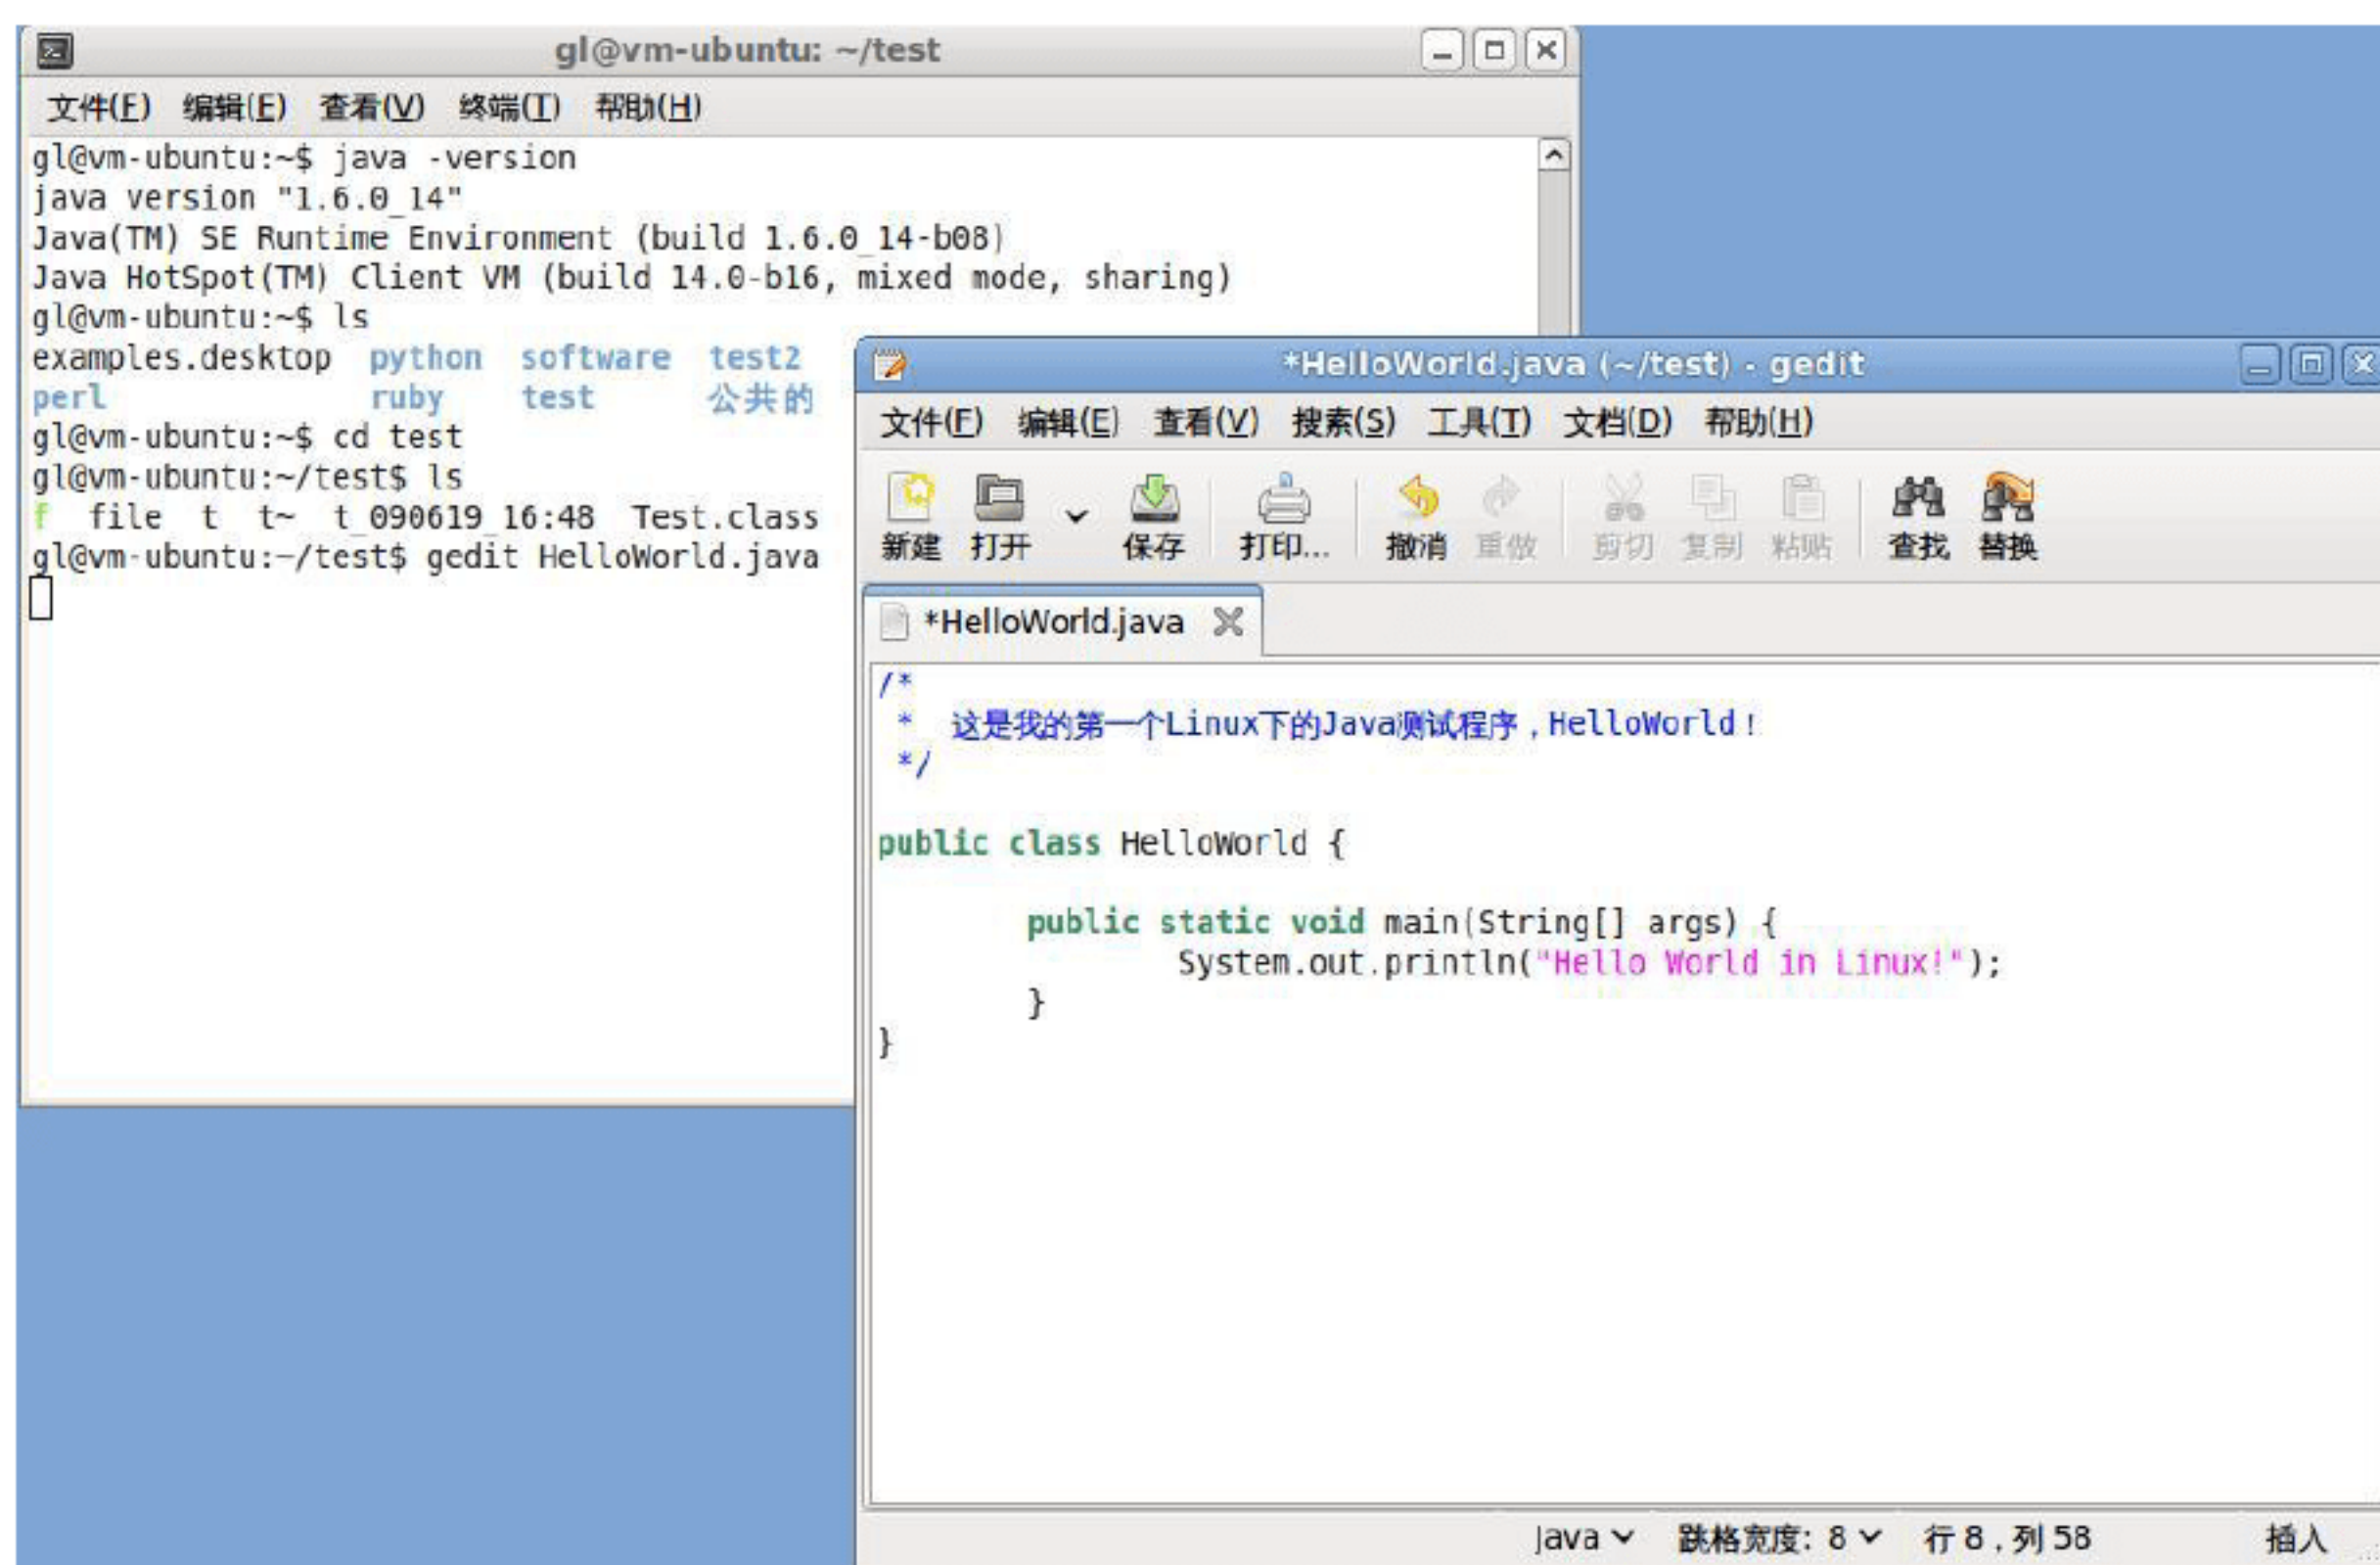 gl@vm-ubuntu: ~/test
文件(F) 编辑(E) 查看(V) 终端(T) 帮助(H)
gl@vm-ubuntu:~$ java -version
java version "1.6.0_14"
Java(TM) SE Runtime Environment (build 1.6.0_14-b08)
Java HotSpot(TM) Client VM (build 14.0-b16, mixed mode, sharing)
gl@vm-ubuntu:~$ ls
examples.desktop python software test2
perl ruby test 公共的
gl@vm-ubuntu:~$ cd test
gl@vm-ubuntu:~/test$ ls
f file t t~ t_090619_16:48 Test.class
gl@vm-ubuntu:~/test$ gedit HelloWorld.java
*HelloWorld.java (~/test) - gedit
文件(F) 编辑(E) 查看(V) 搜索(S) 工具(T) 文档(D) 帮助(H)
新建 打开 保存 打印... 撤消 重做 剪切 复制 粘贴 查找 替换
*HelloWorld.java
/*
* 这是我的第一个Linux下的Java测试程序，HelloWorld！
*/
public class HelloWorld {
public static void main(String[] args) {
System.out.println("Hello World in Linux!");
}
}
Java 跳格宽度: 8 行 8，列 58 插入